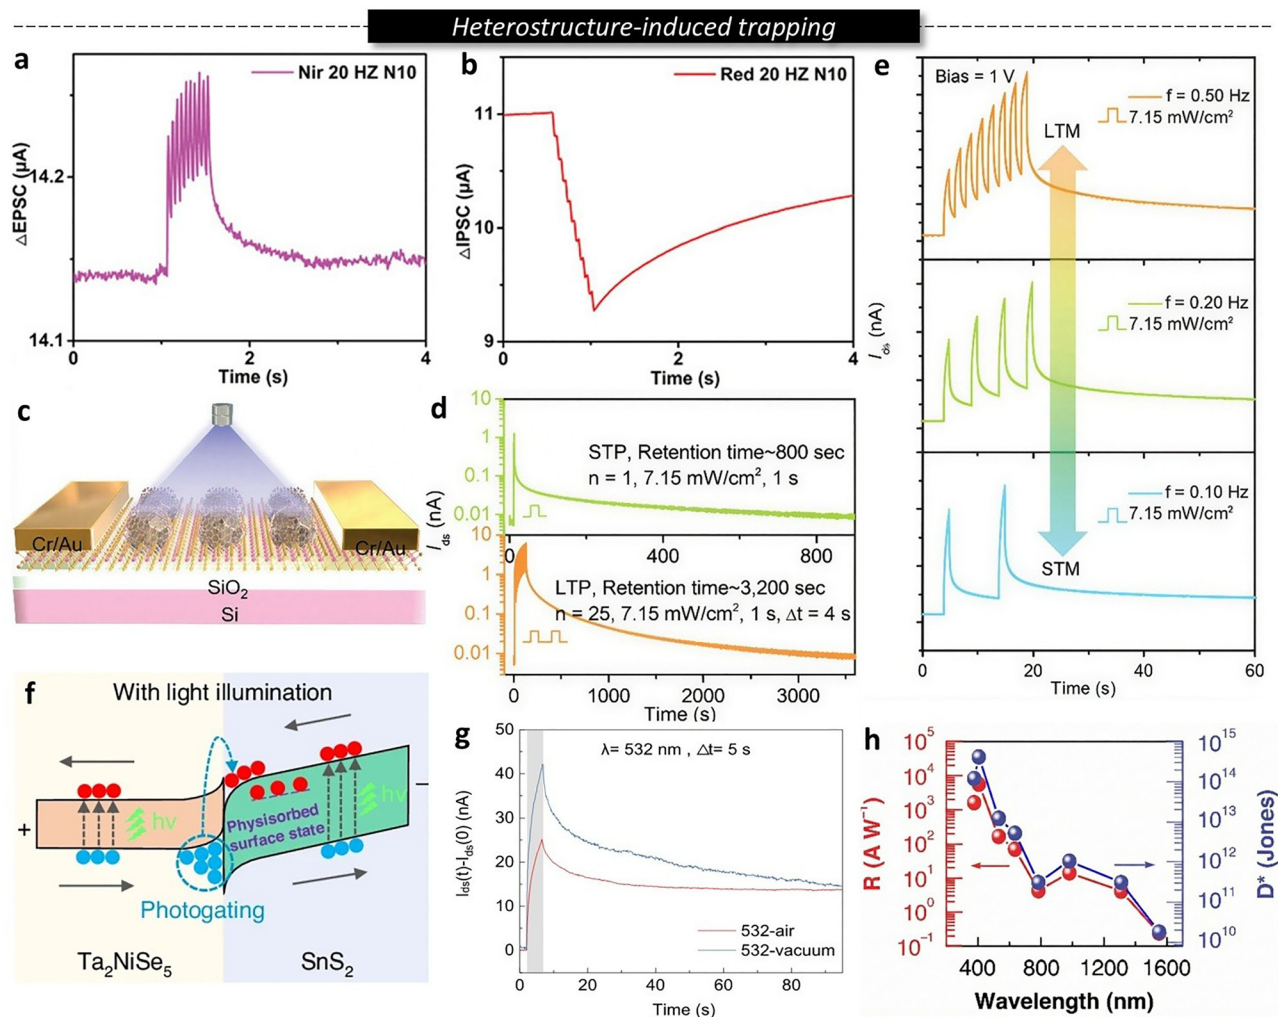 Heterostructure-induced trapping
a
Nir 20 HZ N10
ΔEPSC (µA)
14.2
14.1
0
2
4
Time (s)
b
Red 20 HZ N10
ΔIPSC (µA)
11
10
9
0
2
4
Time (s)
c
Cr/Au
Cr/Au
SiO₂
Si
d
Ids (nA)
10
1
0.1
0.01
STP, Retention time~800 sec
n = 1, 7.15 mW/cm², 1 s
0
400
800
10
1
0.1
0.01
LTP, Retention time~3,200 sec
n = 25, 7.15 mW/cm², 1 s, Δt = 4 s
0
1000
2000
3000
Time (s)
e
Bias = 1 V
f = 0.50 Hz
7.15 mW/cm²
LTM
Ids (nA)
f = 0.20 Hz
7.15 mW/cm²
f = 0.10 Hz
7.15 mW/cm²
STM
0
20
40
60
Time (s)
f
With light illumination
+
−
hν
hν
Physisorbed
surface state
Photogating
Ta₂NiSe₅
SnS₂
g
λ= 532 nm , Δt= 5 s
Ids(t)-Ids(0) (nA)
50
40
30
20
10
0
532-air
532-vacuum
0
20
40
60
80
Time (s)
h
R (A W⁻¹)
10⁵
10⁴
10³
10²
10¹
10⁰
10⁻¹
D* (Jones)
10¹⁵
10¹⁴
10¹³
10¹²
10¹¹
10¹⁰
400
800
1200
1600
Wavelength (nm)